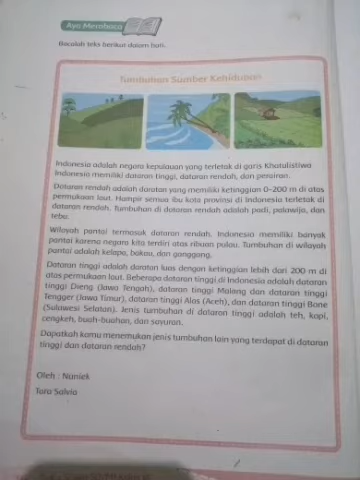 Ayo Membaca
Bacalah teks berikut dalam hati.
Tumbuhan Sumber Kehidupan
Indonesia adalah negara kepulauan yang terletak di garis Khatulistiwa.
Indonesia memiliki dataran tinggi, dataran rendah, dan perairan.
Dataran rendah adalah daratan yang memiliki ketinggian 0–200 m di atas
permukaan laut. Hampir semua ibu kota provinsi di Indonesia terletak di
dataran rendah. Tumbuhan di dataran rendah adalah padi, palawija, dan
tebu.
Wilayah pantai termasuk dataran rendah. Indonesia memiliki banyak
pantai karena negara kita terdiri atas ribuan pulau. Tumbuhan di wilayah
pantai adalah kelapa, bakau, dan ganggang.
Dataran tinggi adalah dataran luas dengan ketinggian lebih dari 200 m di
atas permukaan laut. Beberapa dataran tinggi di Indonesia adalah dataran
tinggi Dieng (Jawa Tengah), dataran tinggi Malang dan dataran tinggi
Tengger (Jawa Timur), dataran tinggi Alas (Aceh), dan dataran tinggi Bone
(Sulawesi Selatan). Jenis tumbuhan di dataran tinggi adalah teh, kopi,
cengkeh, buah-buahan, dan sayuran.
Dapatkah kamu menemukan jenis tumbuhan lain yang terdapat di dataran
tinggi dan dataran rendah?
Oleh : Naniek
Tara Salvia